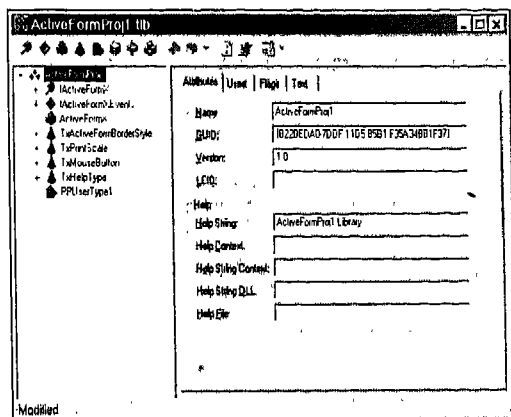 ActiveFormProj1.tlb
Attributes Uses Flags Text
IActiveFormX
IActiveFormXEvents
ActiveFormX
TxActiveFormBorderStyle
TxPrintScale
TxMouseButton
TxHelpType
PPUserType1
Name ActiveFormProj1
GUID:
Version: 1.0
LCID:
Help
Help String: ActiveFormProj1 Library
Help Context:
Help String Context:
Help String DLL:
Help File:
Modified